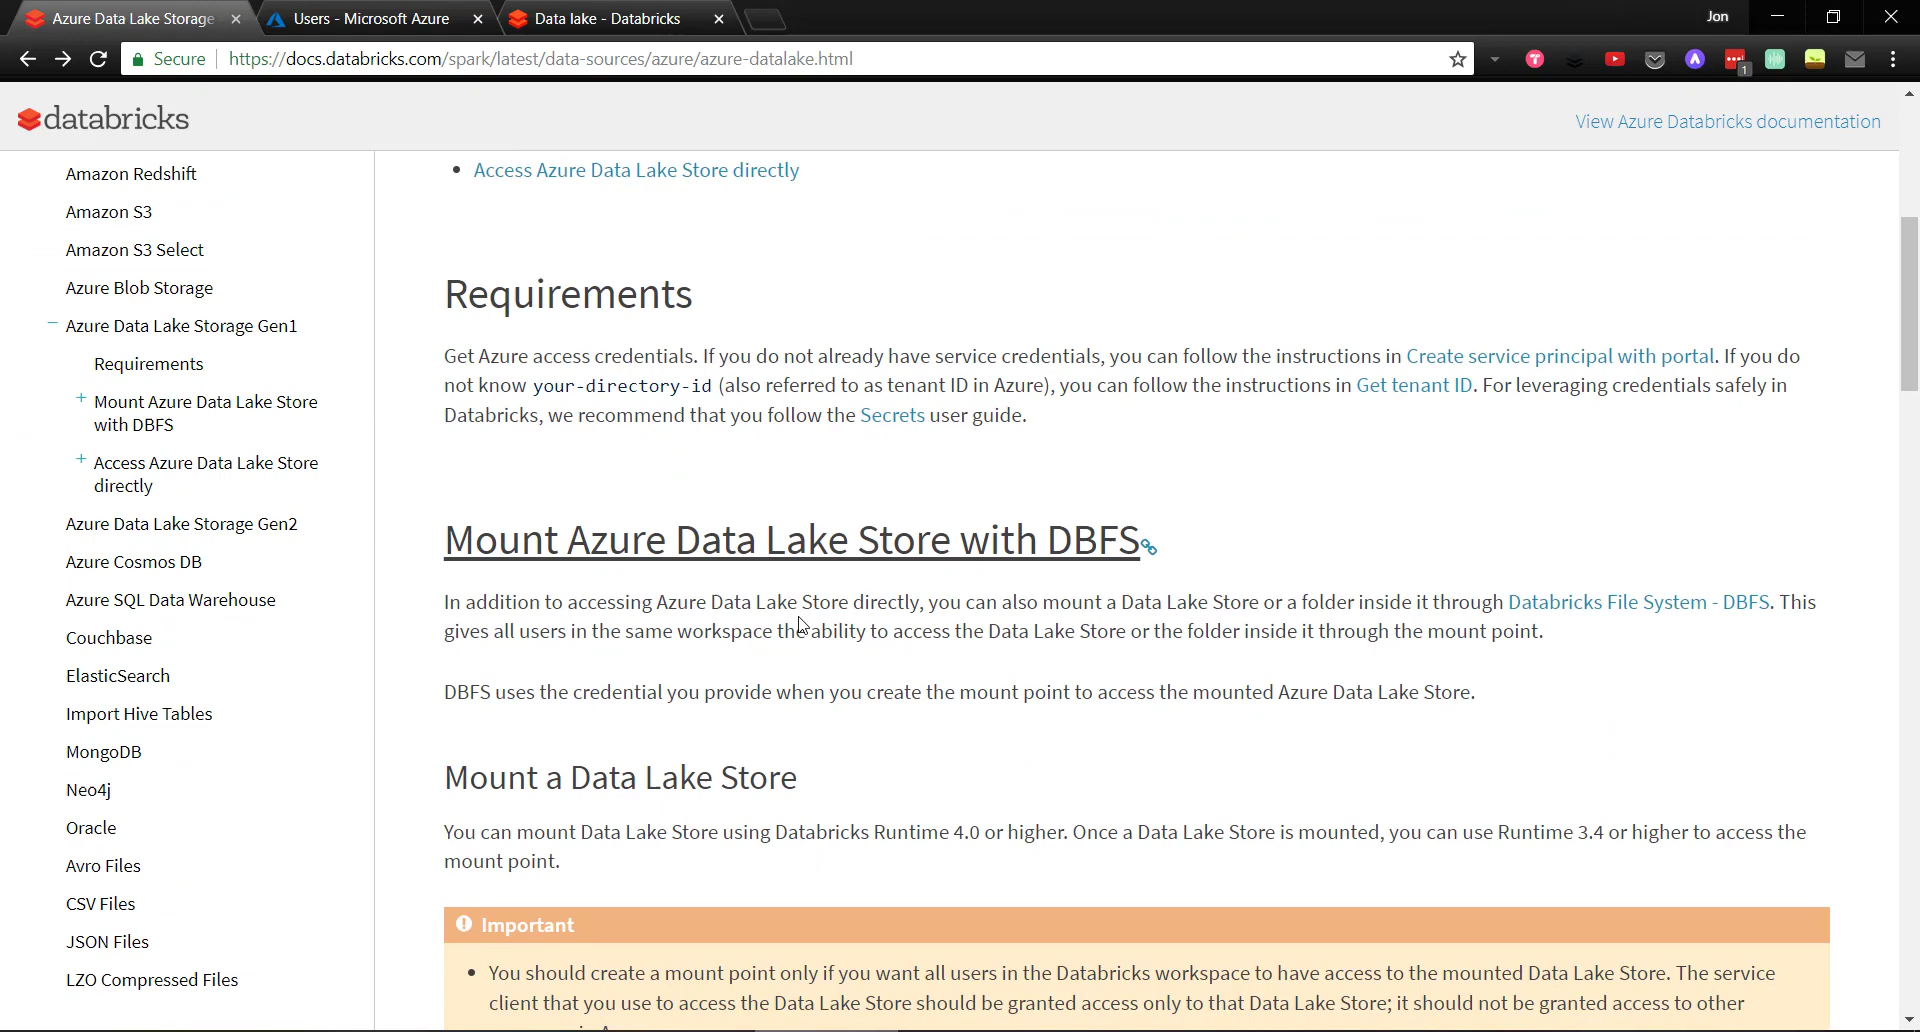 Azure Data Lake Storage
Users - Microsoft Azure
Data lake - Databricks
Jon
Secure
https://docs.databricks.com/spark/latest/data-sources/azure/azure-datalake.html
1
databricks
View Azure Databricks documentation
Amazon Redshift
Amazon S3
Amazon S3 Select
Azure Blob Storage
Azure Data Lake Storage Gen1
Requirements
Mount Azure Data Lake Store
with DBFS
Access Azure Data Lake Store
directly
Azure Data Lake Storage Gen2
Azure Cosmos DB
Azure SQL Data Warehouse
Couchbase
ElasticSearch
Import Hive Tables
MongoDB
Neo4j
Oracle
Avro Files
CSV Files
JSON Files
LZO Compressed Files
Access Azure Data Lake Store directly
Requirements
Get Azure access credentials. If you do not already have service credentials, you can follow the instructions in Create service principal with portal. If you do
not know your-directory-id (also referred to as tenant ID in Azure), you can follow the instructions in Get tenant ID. For leveraging credentials safely in
Databricks, we recommend that you follow the Secrets user guide.
Mount Azure Data Lake Store with DBFS
In addition to accessing Azure Data Lake Store directly, you can also mount a Data Lake Store or a folder inside it through Databricks File System - DBFS. This
gives all users in the same workspace the ability to access the Data Lake Store or the folder inside it through the mount point.
DBFS uses the credential you provide when you create the mount point to access the mounted Azure Data Lake Store.
Mount a Data Lake Store
You can mount Data Lake Store using Databricks Runtime 4.0 or higher. Once a Data Lake Store is mounted, you can use Runtime 3.4 or higher to access the
mount point.
Important
You should create a mount point only if you want all users in the Databricks workspace to have access to the mounted Data Lake Store. The service
client that you use to access the Data Lake Store should be granted access only to that Data Lake Store; it should not be granted access to other